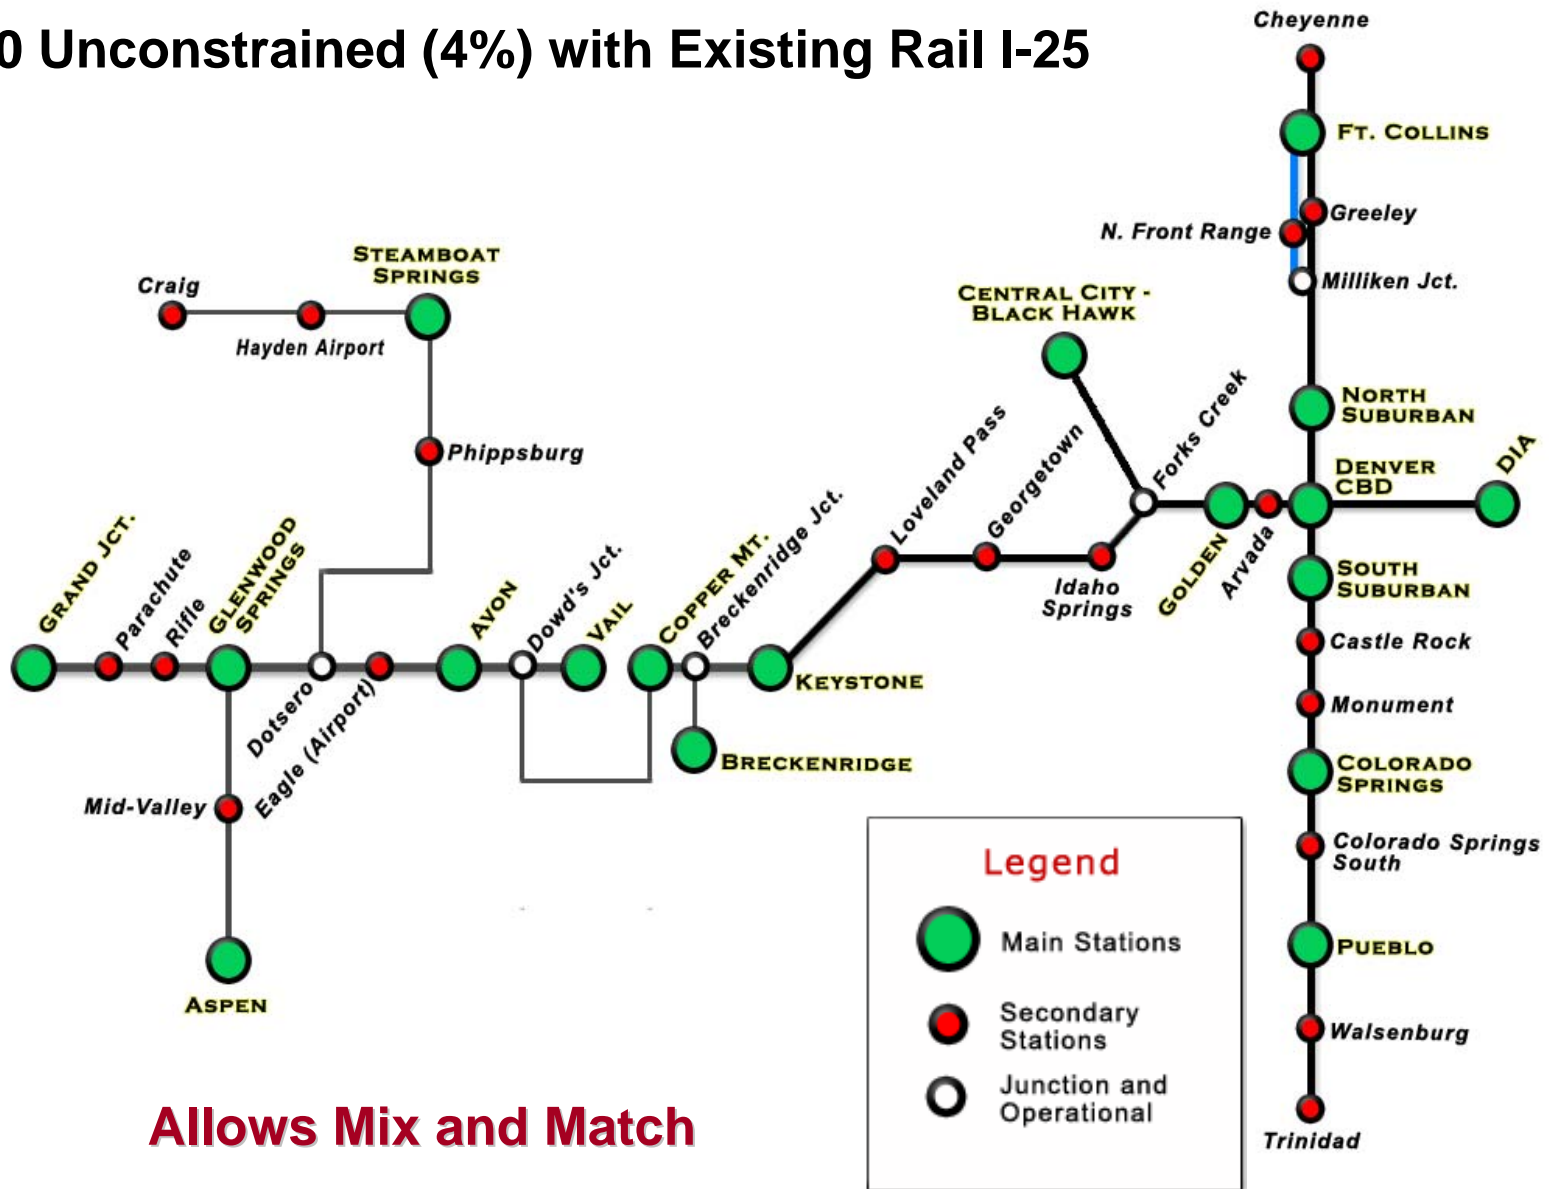 0 Unconstrained (4%) with Existing Rail I-25
Cheyenne
FT. COLLINS
Greeley
N. Front Range
Milliken Jct.
STEAMBOAT
SPRINGS
Craig
Hayden Airport
Phippsburg
CENTRAL CITY -
BLACK HAWK
NORTH
SUBURBAN
DENVER
CBD
DIA
Forks Creek
Georgetown
Loveland Pass
Idaho
Springs
GOLDEN
Arvada
SOUTH
SUBURBAN
GRAND JCT.
Parachute
Rifle
GLENWOOD
SPRINGS
Dotsero
Eagle (Airport)
AVON
Dowd's Jct.
VAIL
COPPER MT.
Breckenridge Jct.
KEYSTONE
BRECKENRIDGE
Mid-Valley
ASPEN
Castle Rock
Monument
COLORADO
SPRINGS
Colorado Springs
South
PUEBLO
Walsenburg
Trinidad
Legend
Main Stations
Secondary
Stations
Junction and
Operational
Allows Mix and Match